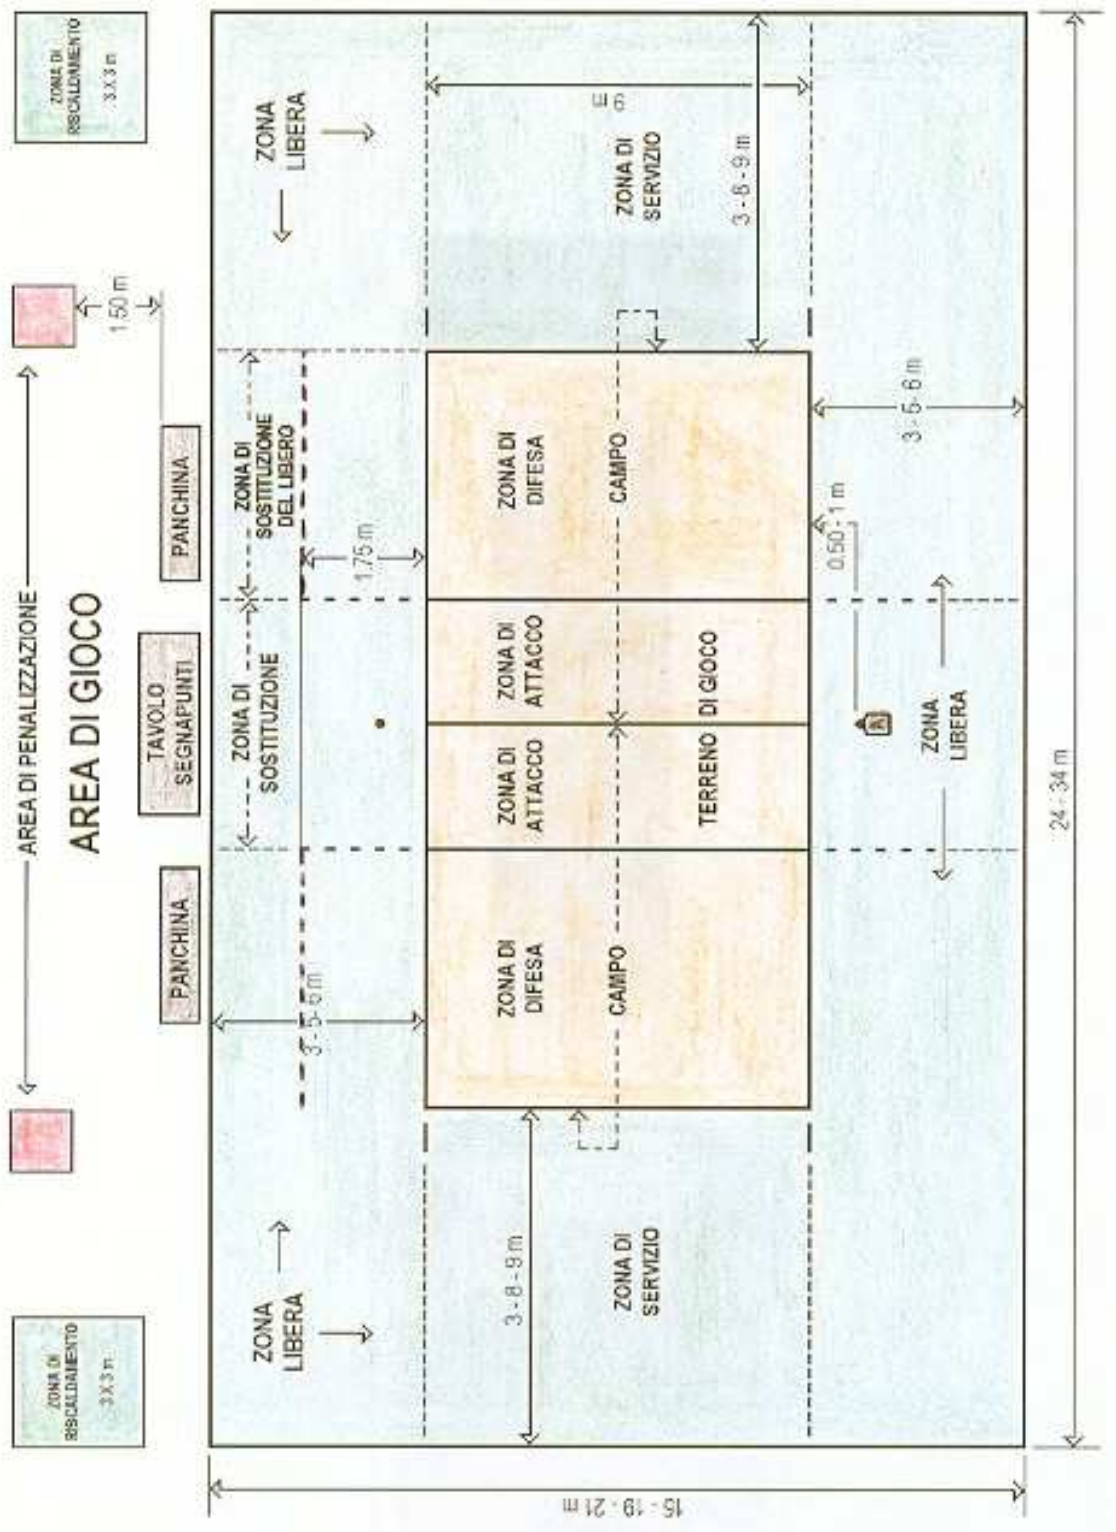 ZONA DI
RISCALDAMENTO
3 X 3 m
AREA DI PENALIZZAZIONE
ZONA DI
RISCALDAMENTO
3 X 3 m
AREA DI GIOCO
1.50 m
PANCHINA
TAVOLO
SEGNAPUNTI
PANCHINA
ZONA
LIBERA
ZONA DI
SOSTITUZIONE
ZONA DI
SOSTITUZIONE
DEL LIBERO
ZONA
LIBERA
3 - 5 - 6 m
1.75 m
3 - 8 - 9 m
ZONA DI
DIFESA
ZONA DI
ATTACCO
ZONA DI
ATTACCO
ZONA DI
DIFESA
9 m
ZONA DI
SERVIZIO
CAMPO
CAMPO
ZONA DI
SERVIZIO
TERRENO DI GIOCO
3 - 8 - 9 m
0.50 - 1 m
3 - 5 - 6 m
ZONA
LIBERA
15 - 19 - 21 m
24 - 34 m